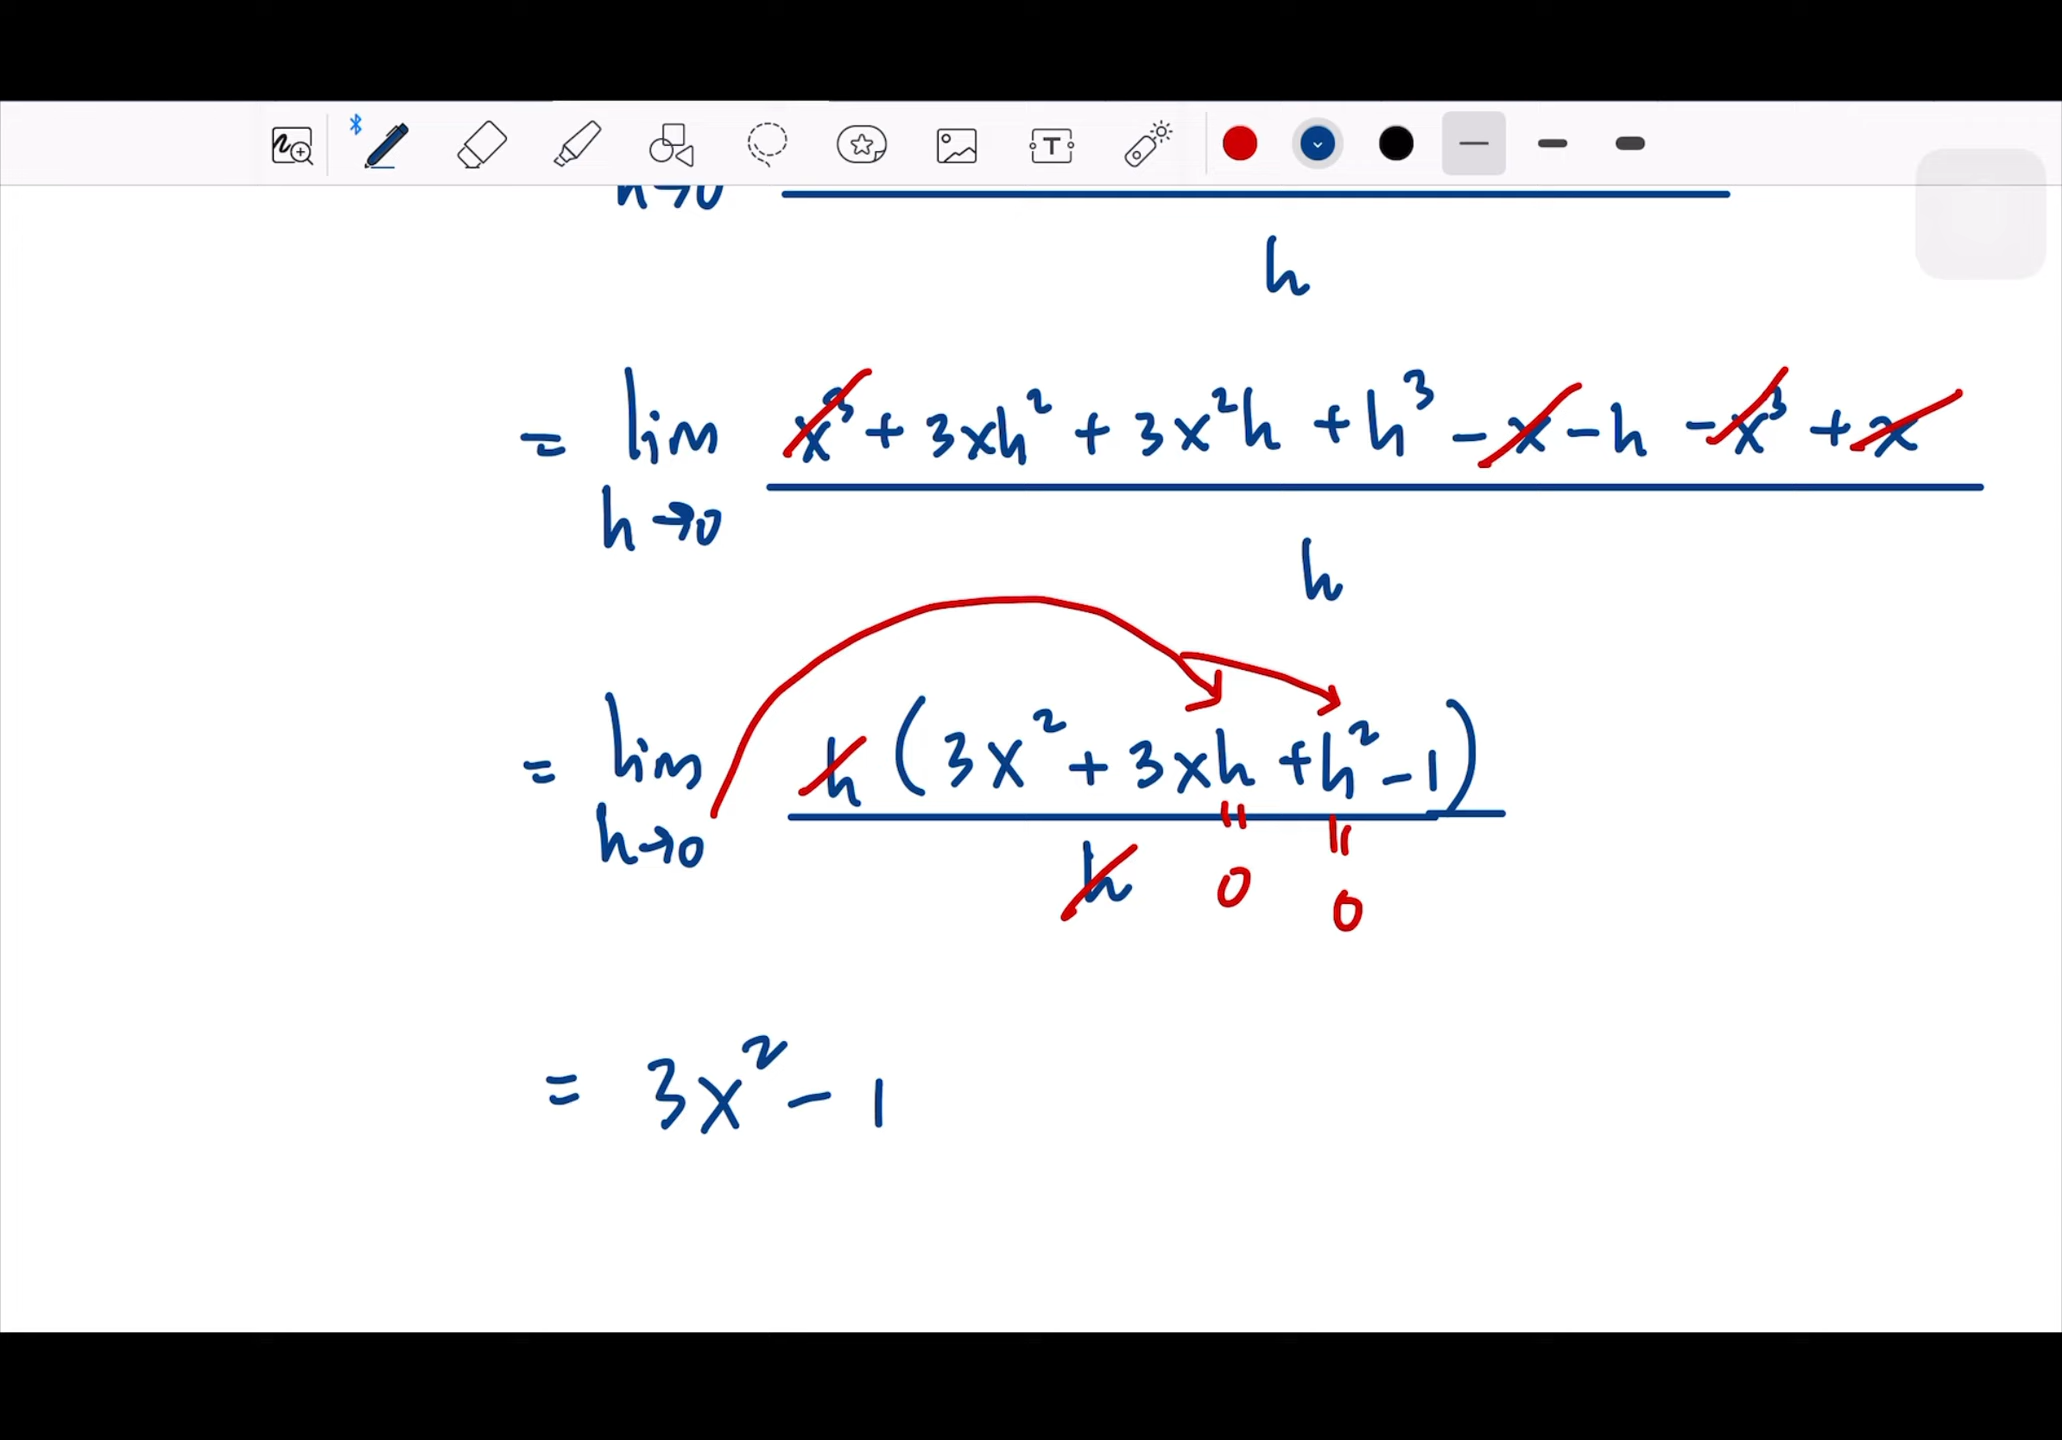 h→0
h
= lim x³ + 3xh² + 3x²h + h³ - x - h - x³ + x
h→0
h
= lim h (3x² + 3xh + h² - 1)
h→0
h
0
0
= 3x² - 1